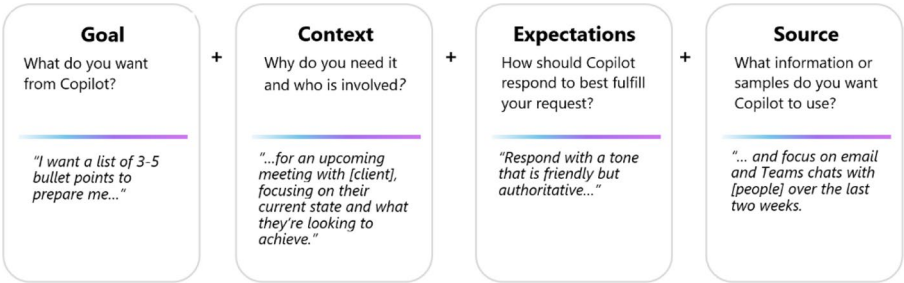 Goal
What do you want
from Copilot?
“I want a list of 3-5
bullet points to
prepare me...”
+
Context
Why do you need it
and who is involved?
“...for an upcoming
meeting with [client],
focusing on their
current state and what
they’re looking to
achieve.”
+
Expectations
How should Copilot
respond to best fulfill
your request?
“Respond with a tone
that is friendly but
authoritative...”
+
Source
What information or
samples do you want
Copilot to use?
“... and focus on email
and Teams chats with
[people] over the last
two weeks.